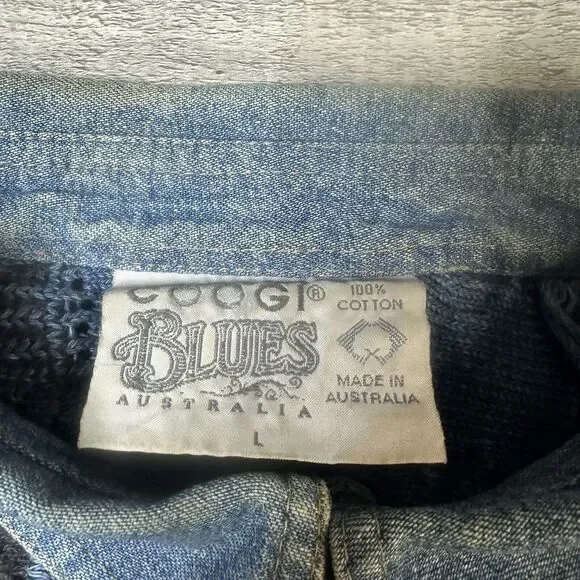 COOGI®
BLUES
AUSTRALIA
L
100%
COTTON
MADE IN
AUSTRALIA